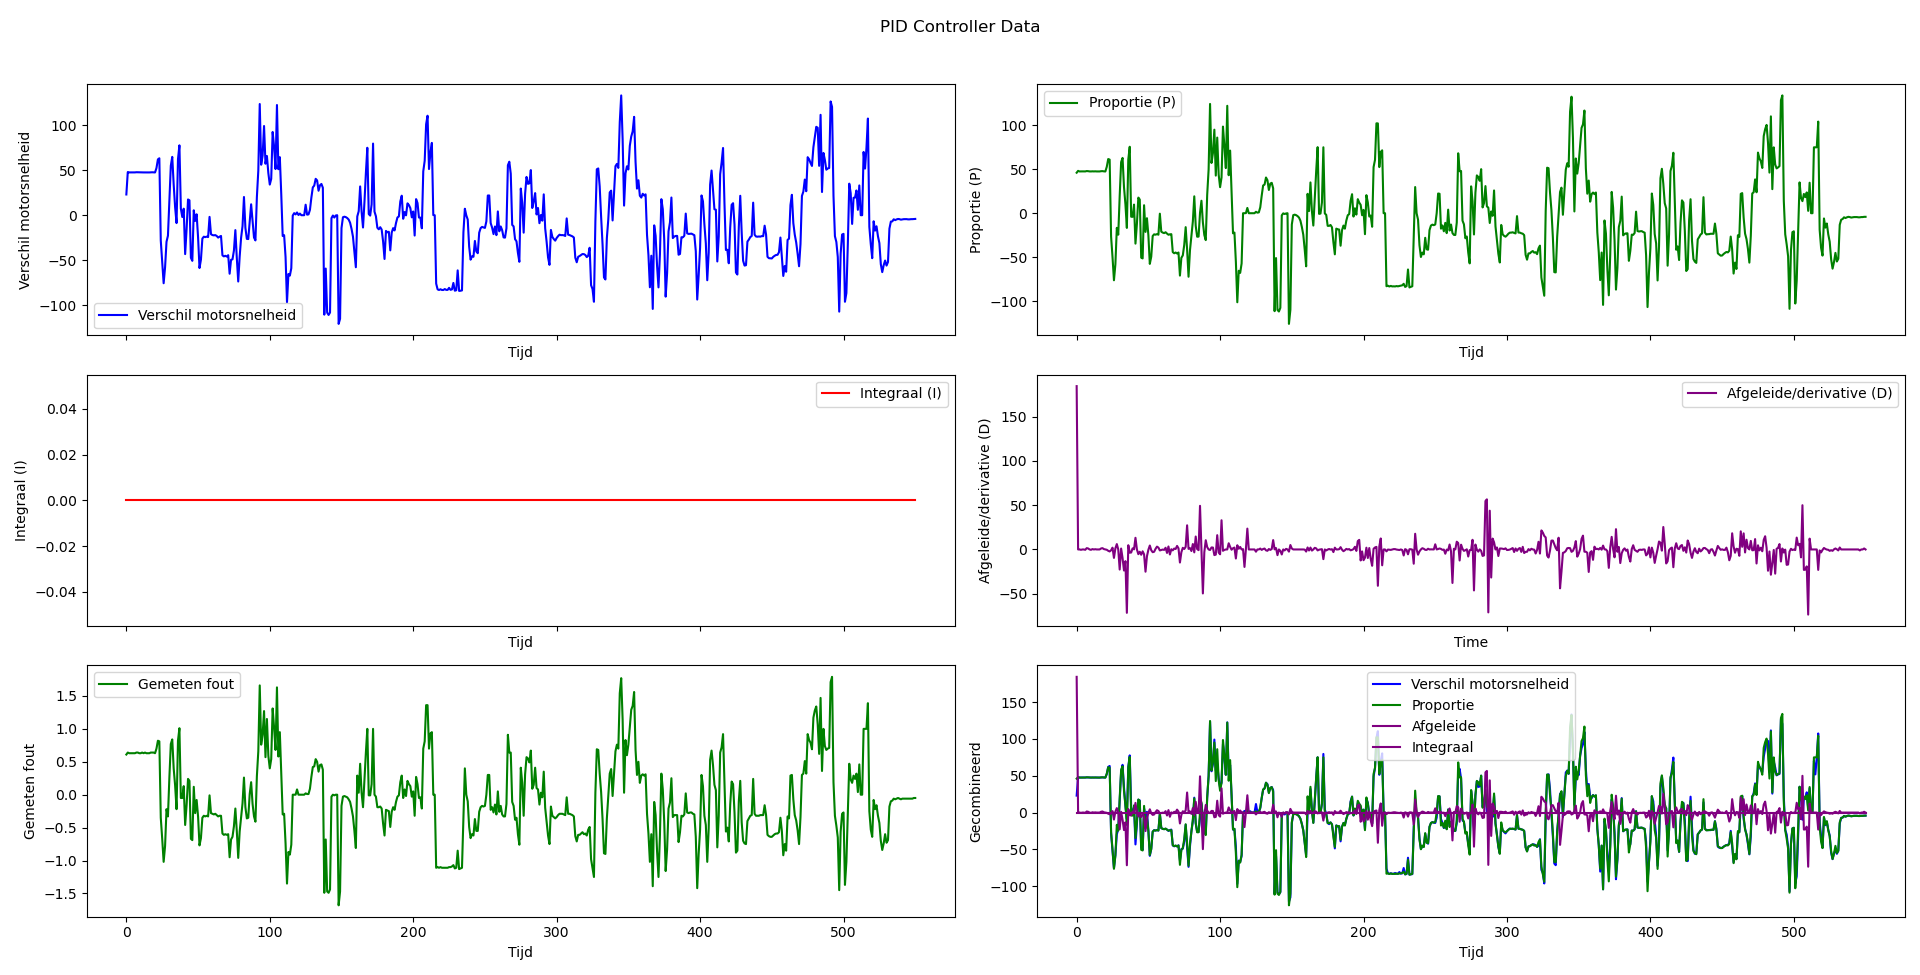 PID Controller Data
Verschil motorsnelheid
100
50
0
−50
−100
Verschil motorsnelheid
Tijd
Proportie (P)
100
50
0
−50
−100
Proportie (P)
Tijd
Integraal (I)
0.04
0.02
0.00
−0.02
−0.04
Integraal (I)
Tijd
Afgeleide/derivative (D)
150
100
50
0
−50
Afgeleide/derivative (D)
Time
Gemeten fout
1.5
1.0
0.5
0.0
−0.5
−1.0
−1.5
Gemeten fout
0 100 200 300 400 500
Tijd
Gecombineerd
150
100
50
0
−50
−100
Verschil motorsnelheid
Proportie
Afgeleide
Integraal
0 100 200 300 400 500
Tijd